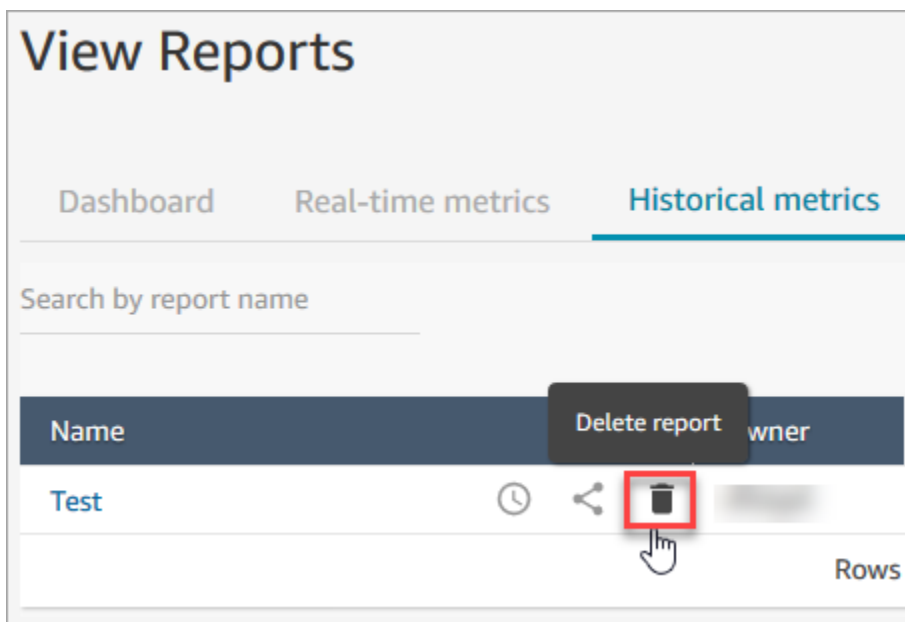 View Reports
Dashboard Real-time metrics Historical metrics
Search by report name
Name Delete report wner
Test
Rows